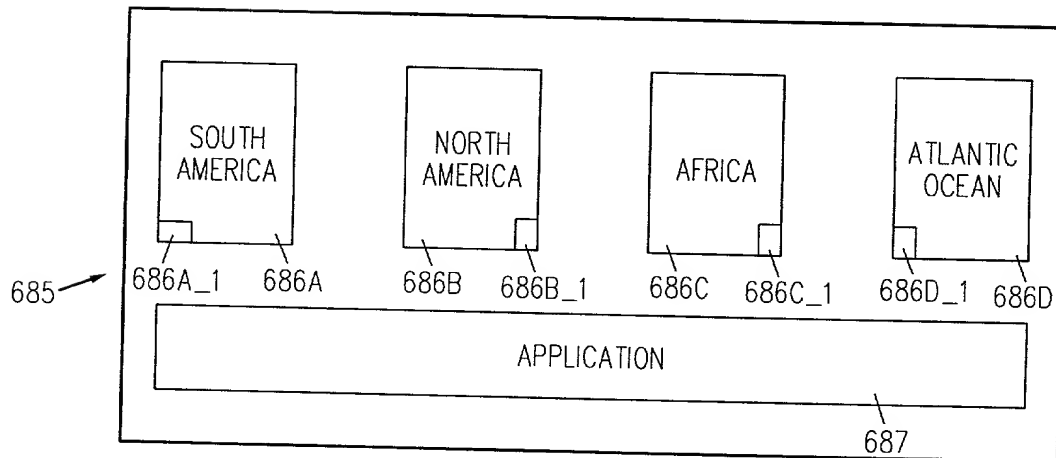 SOUTH
AMERICA
NORTH
AMERICA
AFRICA
ATLANTIC
OCEAN
686A_1
686A
686B
686B_1
686C
686C_1
686D_1
686D
685
APPLICATION
687